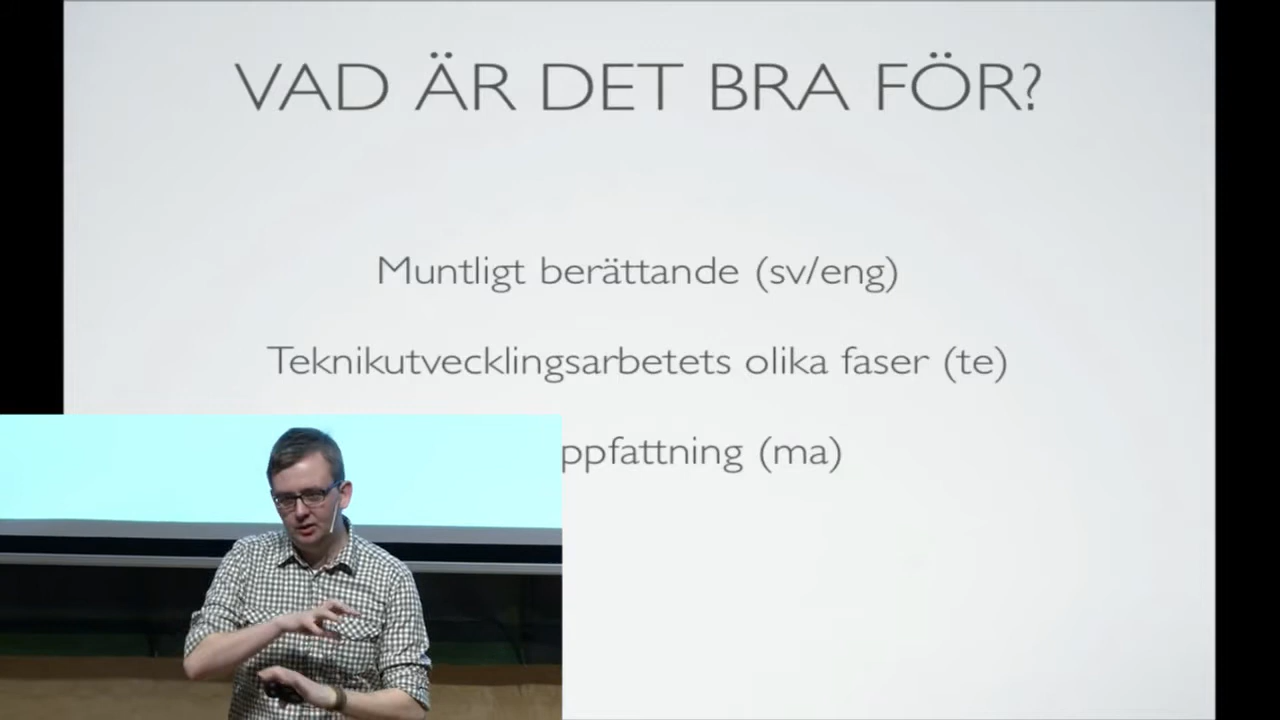 VAD ÄR DET BRA FÖR?
Muntligt berättande (sv/eng)
Teknikutvecklingsarbetets olika faser (te)
ppfattning (ma)